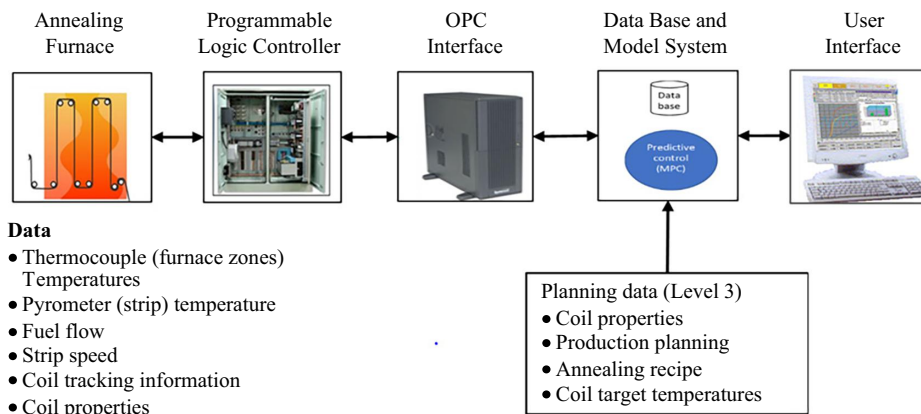 Annealing
Furnace
Programmable
Logic Controller
OPC
Interface
Data Base and
Model System
User
Interface
Data
base
Predictive
control
(MPC)
Data
• Thermocouple (furnace zones)
Temperatures
• Pyrometer (strip) temperature
• Fuel flow
• Strip speed
• Coil tracking information
• Coil properties
Planning data (Level 3)
• Coil properties
• Production planning
• Annealing recipe
• Coil target temperatures